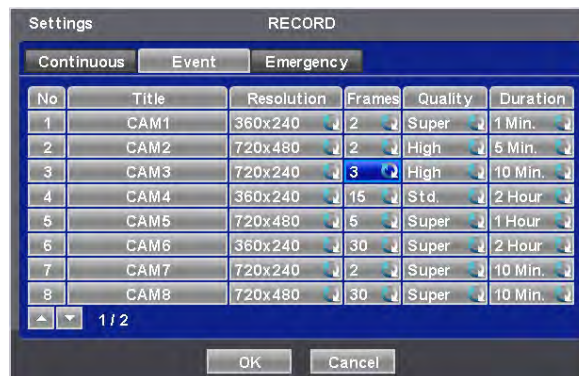 Settings RECORD
Continuous Event Emergency
No Title Resolution Frames Quality Duration
1 CAM1 360x240 2 Super 1 Min.
2 CAM2 720x480 2 High 5 Min.
3 CAM3 720x240 3 High 10 Min.
4 CAM4 360x240 15 Std. 2 Hour
5 CAM5 720x480 5 Super 1 Hour
6 CAM6 360x240 30 Super 2 Hour
7 CAM7 720x240 2 Super 10 Min.
8 CAM8 720x480 30 Super 10 Min.
1 / 2
OK Cancel